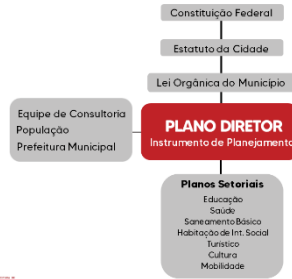 Constituição Federal
Estatuto da Cidade
Lei Orgânica do Município
Equipe de Consultoria
População
Prefeitura Municipal
PLANO DIRETOR
Instrumento de Planejamento
Planos Setoriais
Educação
Saúde
Saneamento Básico
Habitação de Int. Social
Turístico
Cultura
Mobilidade